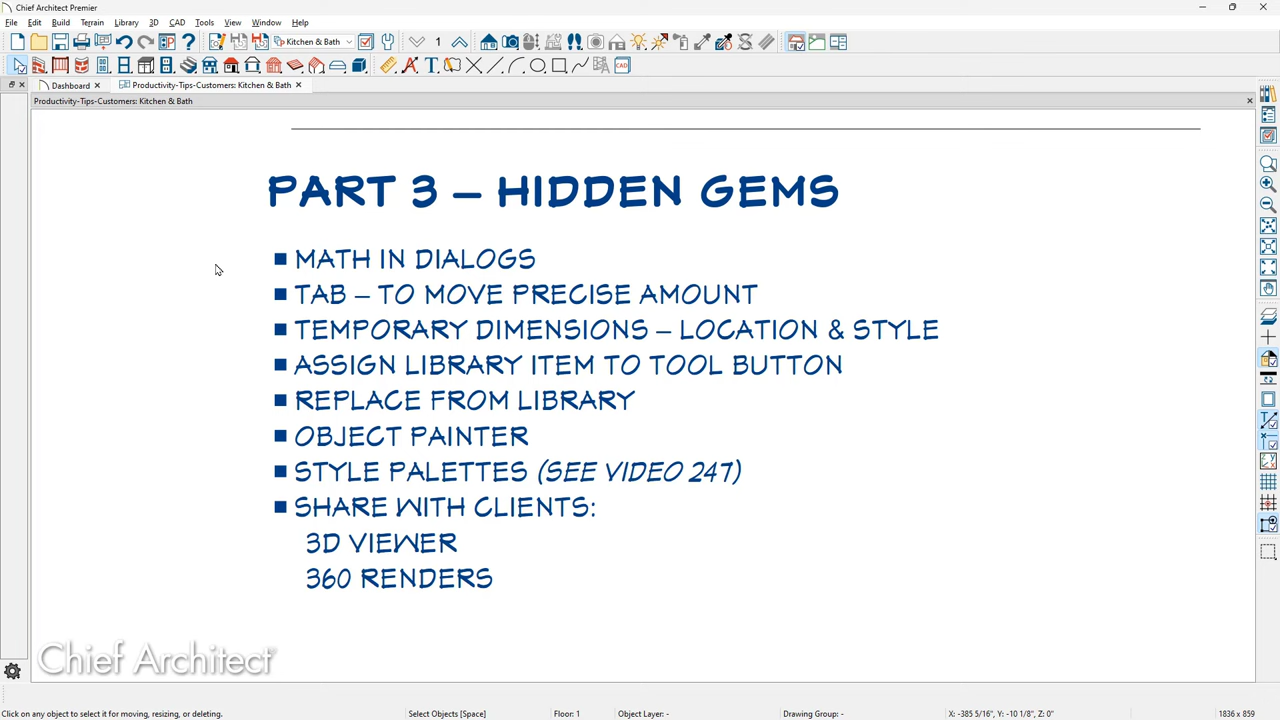 Chief Architect Premier
File Edit Build Terrain Library 3D CAD Tools View Window Help
Kitchen & Bath
1
CAD
Dashboard
Productivity-Tips-Customers: Kitchen & Bath
Productivity-Tips-Customers: Kitchen & Bath
PART 3 – HIDDEN GEMS
■ MATH IN DIALOGS
■ TAB – TO MOVE PRECISE AMOUNT
■ TEMPORARY DIMENSIONS – LOCATION & STYLE
■ ASSIGN LIBRARY ITEM TO TOOL BUTTON
■ REPLACE FROM LIBRARY
■ OBJECT PAINTER
■ STYLE PALETTES (SEE VIDEO 247)
■ SHARE WITH CLIENTS:
3D VIEWER
360 RENDERS
Chief Architect
Click on any object to select it for moving, resizing, or deleting. Select Objects [Space] Floor: 1 Object Layer: - Drawing Group: - X: -385 5/16", Y: -10 1/8", Z: 0" 1836 x 859